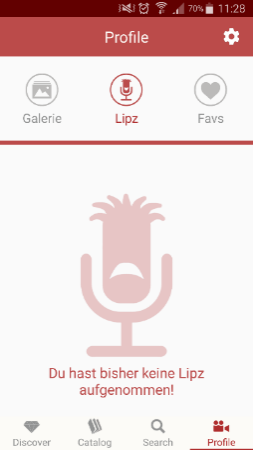 70% 11:28
Profile
Galerie Lipz Favs
Du hast bisher keine Lipz
aufgenommen!
Discover Catalog Search Profile